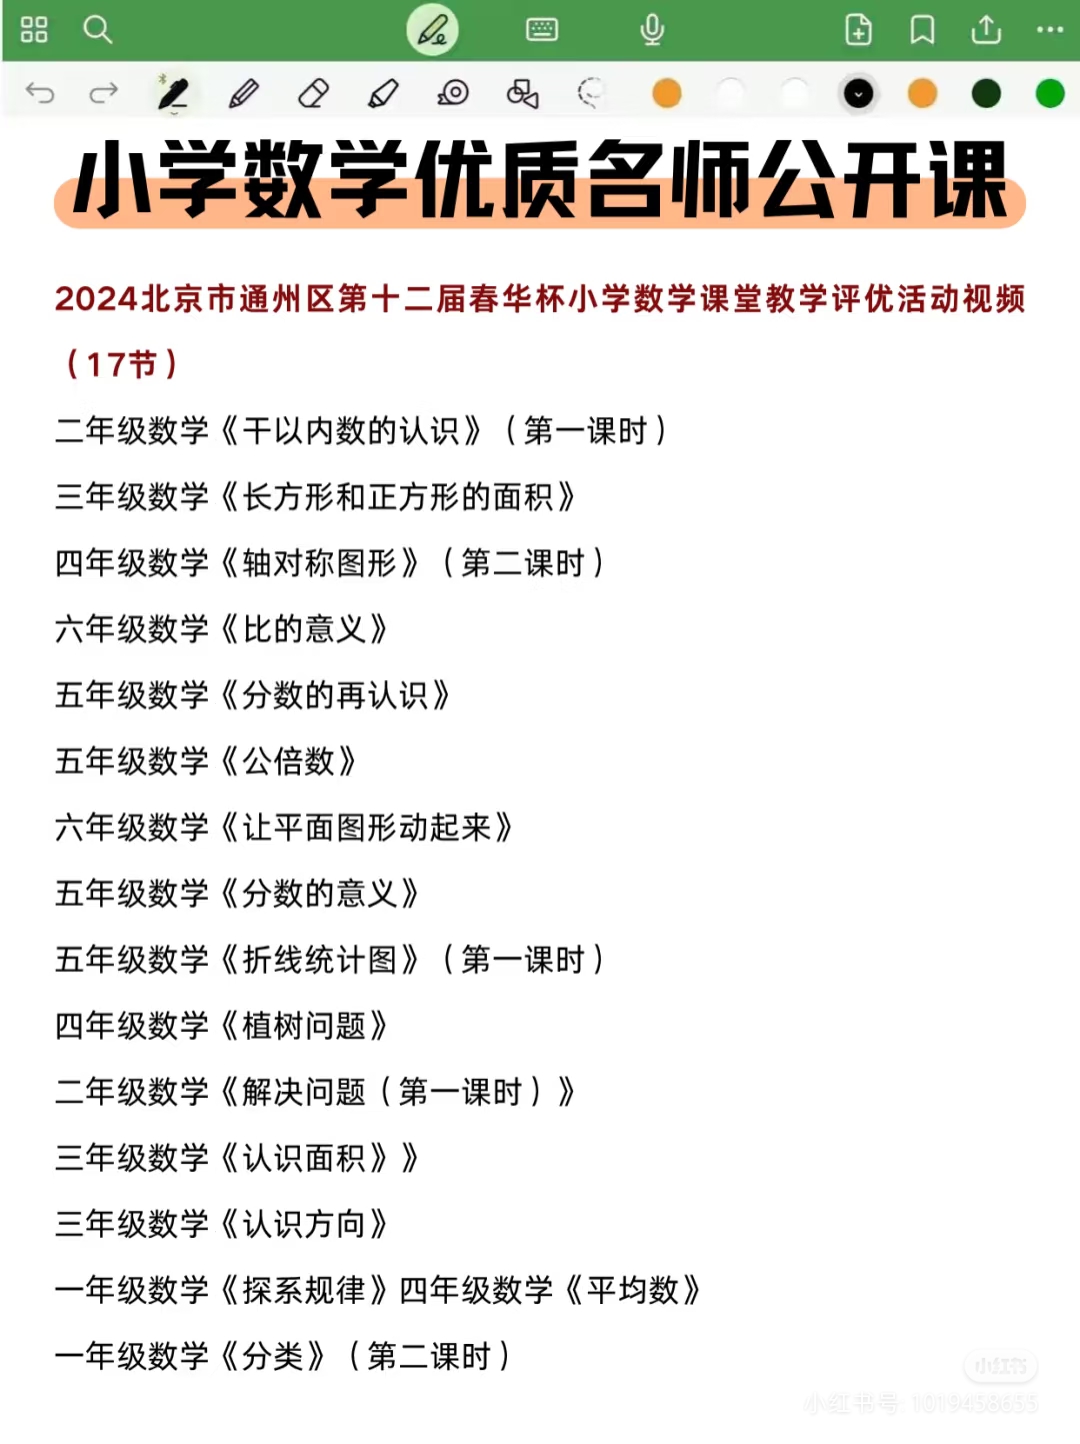 小学数学优质名师公开课
2024北京市通州区第十二届春华杯小学数学课堂教学评优活动视频
（17节）
二年级数学《干以内数的认识》（第一课时）
三年级数学《长方形和正方形的面积》
四年级数学《轴对称图形》（第二课时）
六年级数学《比的意义》
五年级数学《分数的再认识》
五年级数学《公倍数》
六年级数学《让平面图形动起来》
五年级数学《分数的意义》
五年级数学《折线统计图》（第一课时）
四年级数学《植树问题》
二年级数学《解决问题（第一课时）》
三年级数学《认识面积》》
三年级数学《认识方向》
一年级数学《探系规律》四年级数学《平均数》
一年级数学《分类》（第二课时）
小红书
小红书号: 1019458655